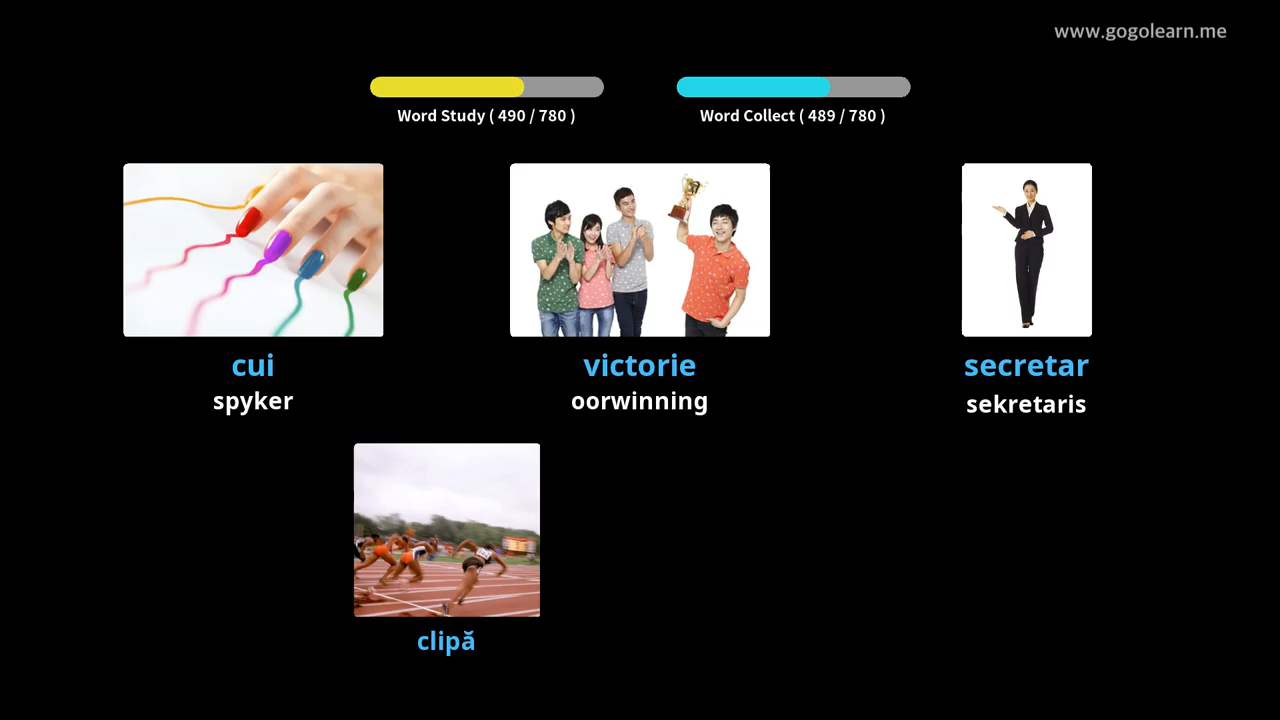 www.gogolearn.me
Word Study ( 490 / 780 )
Word Collect ( 489 / 780 )
cui
spyker
victorie
oorwinning
secretar
sekretaris
clipă